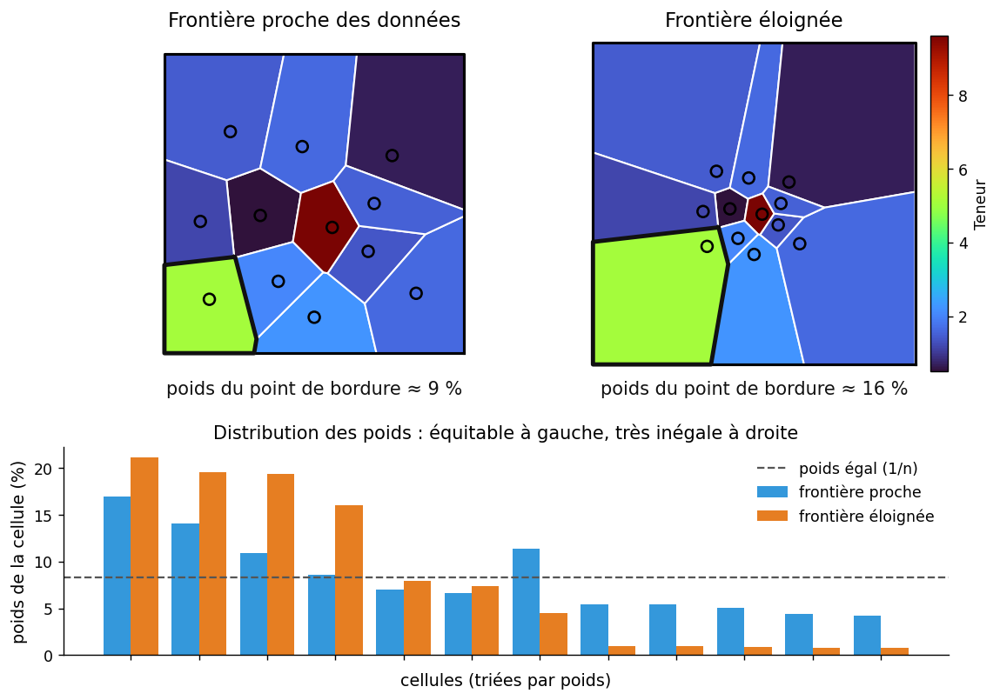 Frontière proche des données
Frontière éloignée
8
6
4
2
Teneur
poids du point de bordure ≈ 9 %
poids du point de bordure ≈ 16 %
Distribution des poids : équitable à gauche, très inégale à droite
poids de la cellule (%)
20
15
10
5
0
poids égal (1/n)
frontière proche
frontière éloignée
cellules (triées par poids)